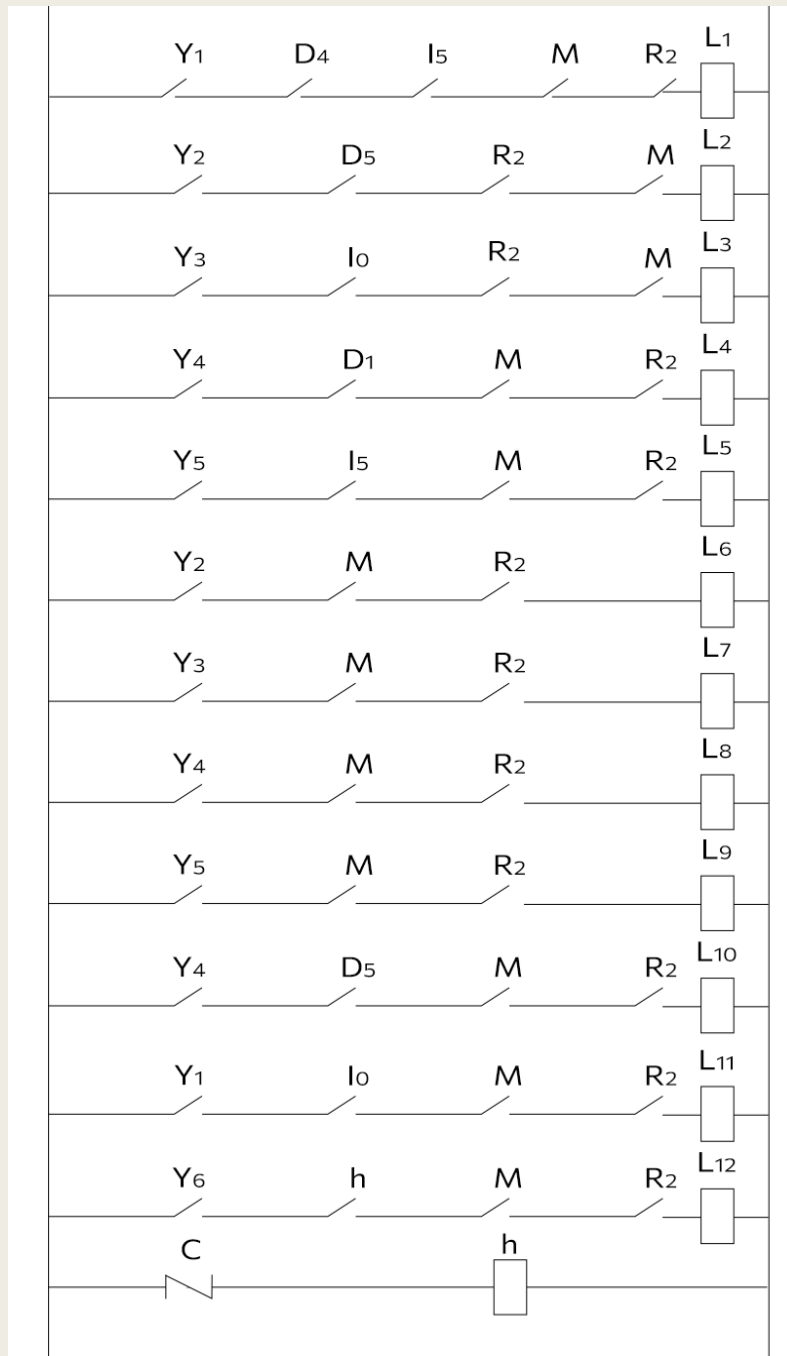 Y1 D4 I5 M R2 L1
Y2 D5 R2 M L2
Y3 I0 R2 M L3
Y4 D1 M R2 L4
Y5 I5 M R2 L5
Y2 M R2 L6
Y3 M R2 L7
Y4 M R2 L8
Y5 M R2 L9
Y4 D5 M R2 L10
Y1 I0 M R2 L11
Y6 h M R2 L12
C h